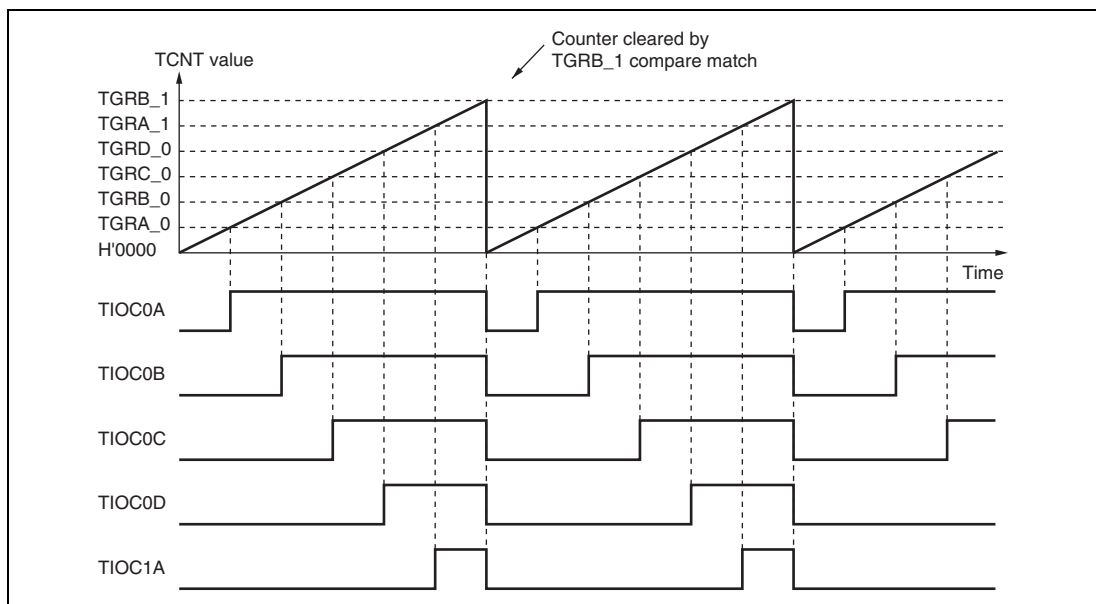 Counter cleared by
TGRB_1 compare match
TCNT value
TGRB_1
TGRA_1
TGRD_0
TGRC_0
TGRB_0
TGRA_0
H'0000
Time
TIOC0A
TIOC0B
TIOC0C
TIOC0D
TIOC1A